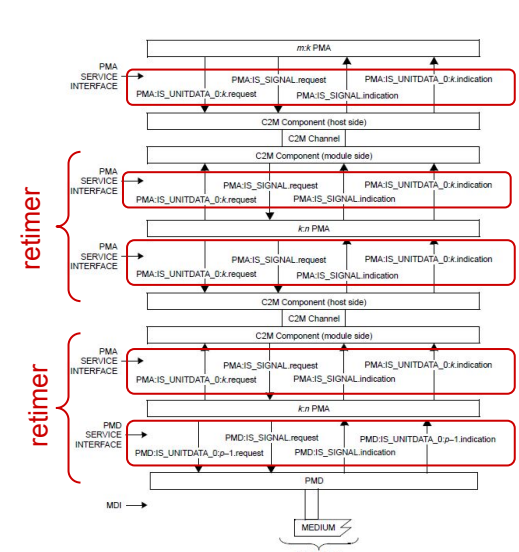 m:k PMA
PMA
SERVICE
INTERFACE
PMA:IS_SIGNAL.request
PMA:IS_UNITDATA_0:k.indication
PMA:IS_UNITDATA_0:k.request
PMA:IS_SIGNAL.indication
C2M Component (host side)
C2M Channel
C2M Component (module side)
retimer
PMA
SERVICE
INTERFACE
PMA:IS_SIGNAL.request
PMA:IS_UNITDATA_0:k.indication
PMA:IS_UNITDATA_0:k.request
PMA:IS_SIGNAL.indication
k:n PMA
PMA
SERVICE
INTERFACE
PMA:IS_SIGNAL.request
PMA:IS_UNITDATA_0:k.indication
PMA:IS_UNITDATA_0:k.request
PMA:IS_SIGNAL.indication
C2M Component (host side)
C2M Channel
C2M Component (module side)
retimer
PMA
SERVICE
INTERFACE
PMA:IS_SIGNAL.request
PMA:IS_UNITDATA_0:k.indication
PMA:IS_UNITDATA_0:k.request
PMA:IS_SIGNAL.indication
k:n PMA
PMD
SERVICE
INTERFACE
PMD:IS_SIGNAL.request
PMD:IS_UNITDATA_0:p–1.indication
PMD:IS_UNITDATA_0:p–1.request
PMD:IS_SIGNAL.indication
PMD
MDI
MEDIUM